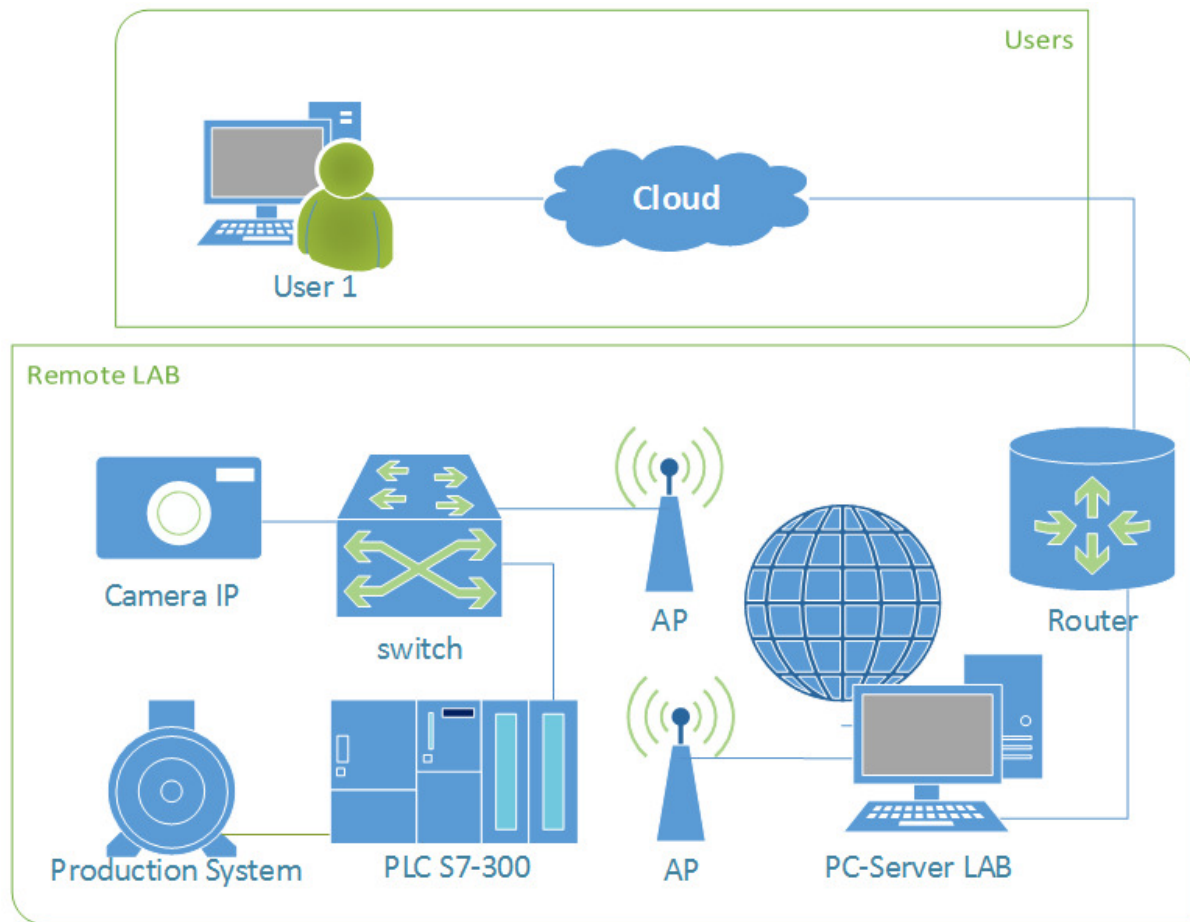 Users
Cloud
User 1
Remote LAB
Camera IP
switch
AP
Router
Production System
PLC S7-300
AP
PC-Server LAB